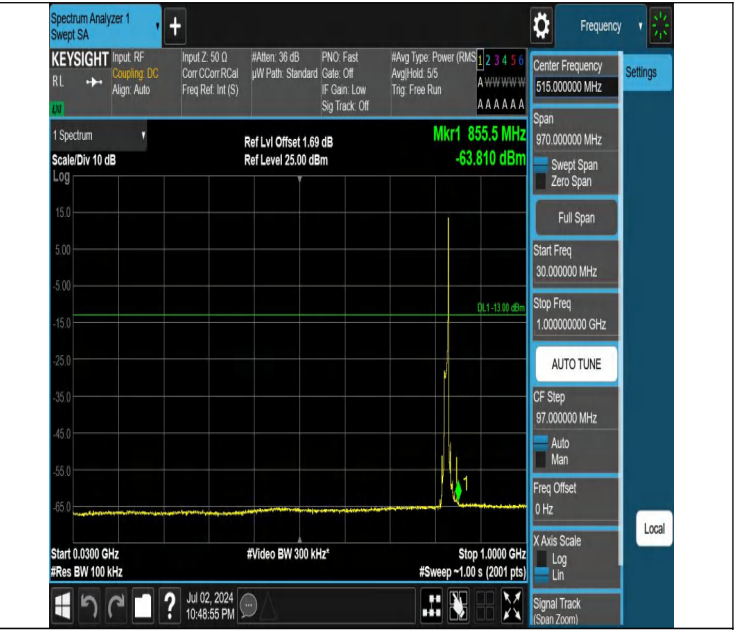 Spectrum Analyzer 1
Swept SA
+
Frequency
KEYSIGHT
RL
Input: RF
Coupling: DC
Align: Auto
Input Z: 50 Ω
Corr CCorr RCal
Freq Ref: Int (S)
#Atten: 36 dB
µW Path: Standard
PNO: Fast
Gate: Off
IF Gain: Low
Sig Track: Off
#Avg Type: Power (RMS
Avg|Hold: 5/5
Trig: Free Run
1 2 3 4 5 6
A W W W W W
A A A A A A
1 Spectrum
Scale/Div 10 dB
Log
Ref Lvl Offset 1.69 dB
Ref Level 25.00 dBm
Mkr1 855.5 MHz
-63.810 dBm
15.0
5.00
-5.00
-15.0
-25.0
-35.0
-45.0
-55.0
-65.0
DL1 -13.00 dBm
1
Start 0.0300 GHz
#Res BW 100 kHz
#Video BW 300 kHz*
Stop 1.0000 GHz
#Sweep ~1.00 s (2001 pts)
Center Frequency
515.000000 MHz
Settings
Span
970.000000 MHz
Swept Span
Zero Span
Full Span
Start Freq
30.000000 MHz
Stop Freq
1.000000000 GHz
AUTO TUNE
CF Step
97.000000 MHz
Auto
Man
Freq Offset
0 Hz
X Axis Scale
Log
Lin
Signal Track
(Span Zoom)
Local
?
Jul 02, 2024
10:48:55 PM